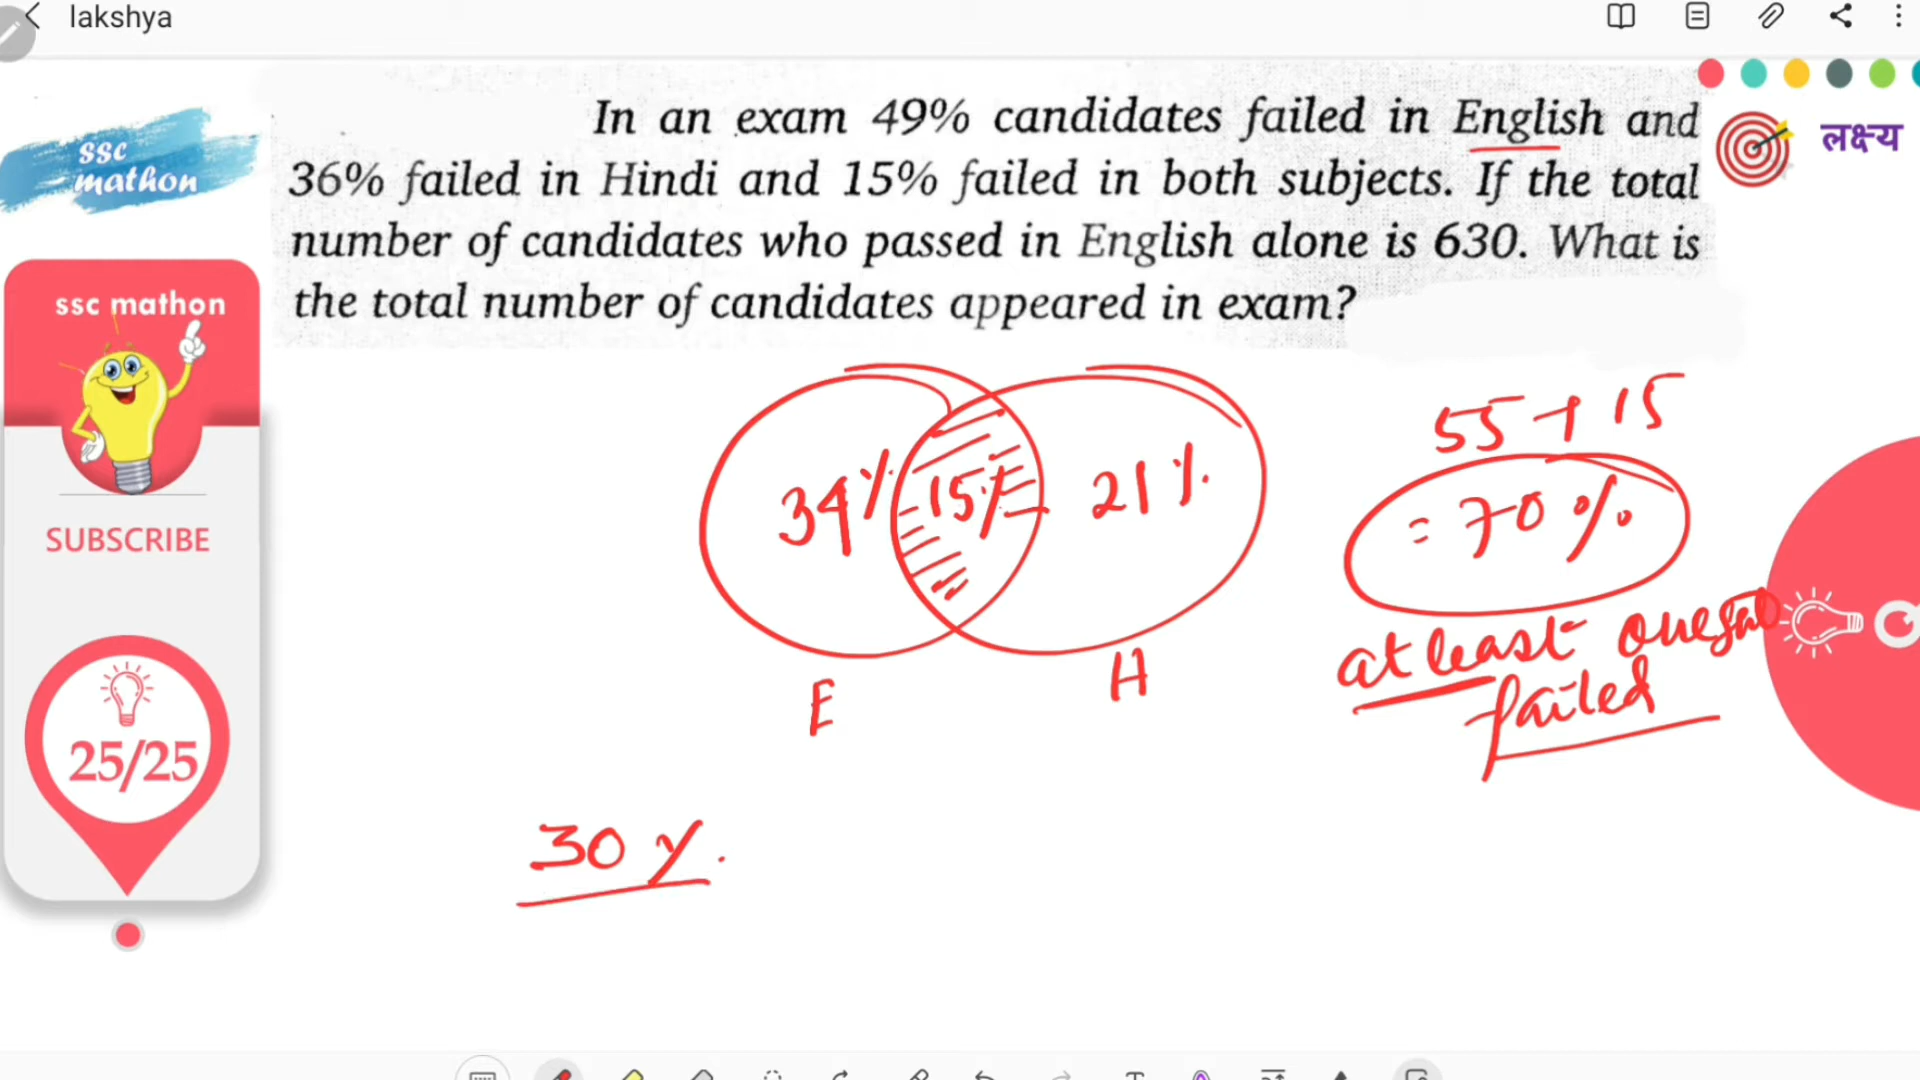 lakshya
In an exam 49% candidates failed in English and
36% failed in Hindi and 15% failed in both subjects. If the total
number of candidates who passed in English alone is 630. What is
the total number of candidates appeared in exam?
लक्ष्य
ssc
mathon
ssc mathon
SUBSCRIBE
25/25
34% 15% 21%
E
H
55+15
= 70%
at least one
failed
30%